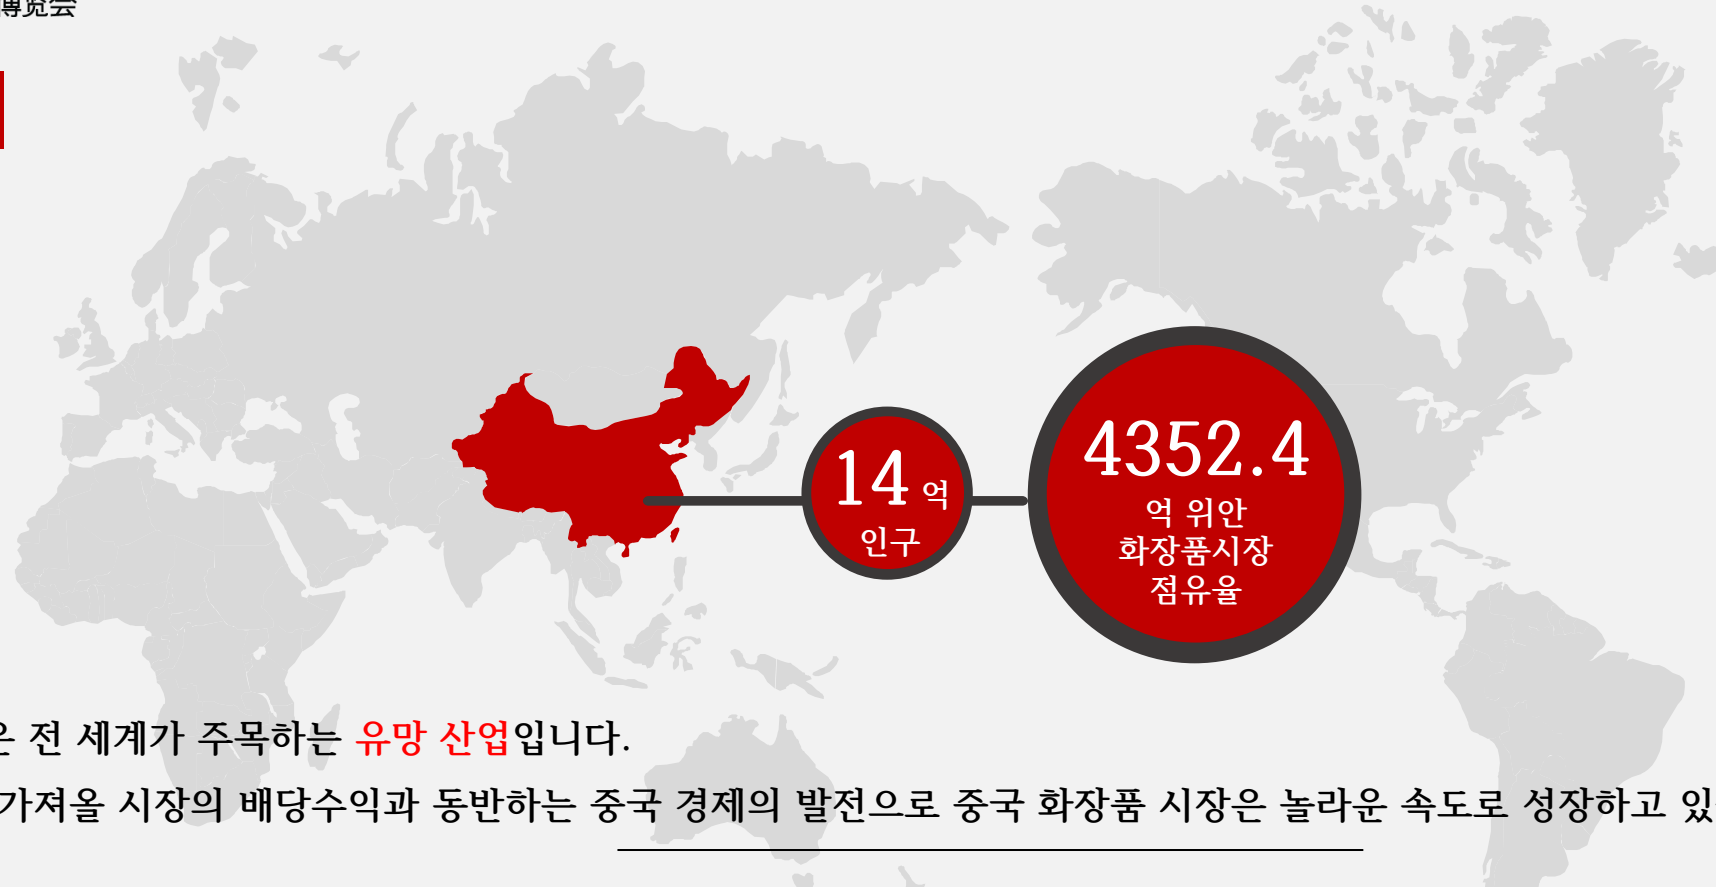 博览会
14 억
인구
4352.4
억 위안
화장품시장
점유율
은 전 세계가 주목하는 유망 산업입니다.
가져올 시장의 배당수익과 동반하는 중국 경제의 발전으로 중국 화장품 시장은 놀라운 속도로 성장하고 있